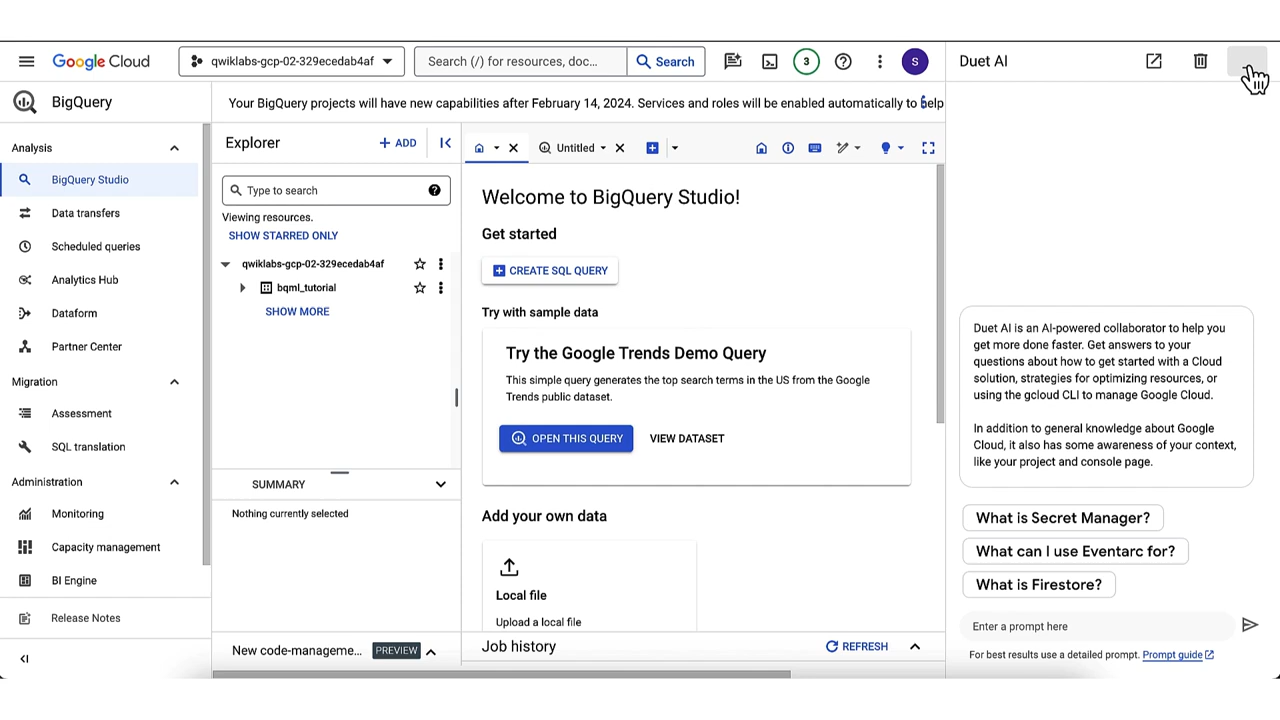 Google Cloud
qwiklabs-gcp-02-329ecedab4af
Search (/) for resources, doc...
Search
3
S
Duet AI
BigQuery
Your BigQuery projects will have new capabilities after February 14, 2024. Services and roles will be enabled automatically to help
Analysis
BigQuery Studio
Data transfers
Scheduled queries
Analytics Hub
Dataform
Partner Center
Migration
Assessment
SQL translation
Administration
Monitoring
Capacity management
BI Engine
Release Notes
Explorer
+ ADD
Type to search
Viewing resources.
SHOW STARRED ONLY
qwiklabs-gcp-02-329ecedab4af
bqml_tutorial
SHOW MORE
SUMMARY
Nothing currently selected
New code-manageme...
PREVIEW
Untitled
Welcome to BigQuery Studio!
Get started
CREATE SQL QUERY
Try with sample data
Try the Google Trends Demo Query
This simple query generates the top search terms in the US from the Google
Trends public dataset.
OPEN THIS QUERY
VIEW DATASET
Add your own data
Local file
Upload a local file
Job history
REFRESH
Duet AI is an AI-powered collaborator to help you
get more done faster. Get answers to your
questions about how to get started with a Cloud
solution, strategies for optimizing resources, or
using the gcloud CLI to manage Google Cloud.
In addition to general knowledge about Google
Cloud, it also has some awareness of your context,
like your project and console page.
What is Secret Manager?
What can I use Eventarc for?
What is Firestore?
Enter a prompt here
For best results use a detailed prompt. Prompt guide